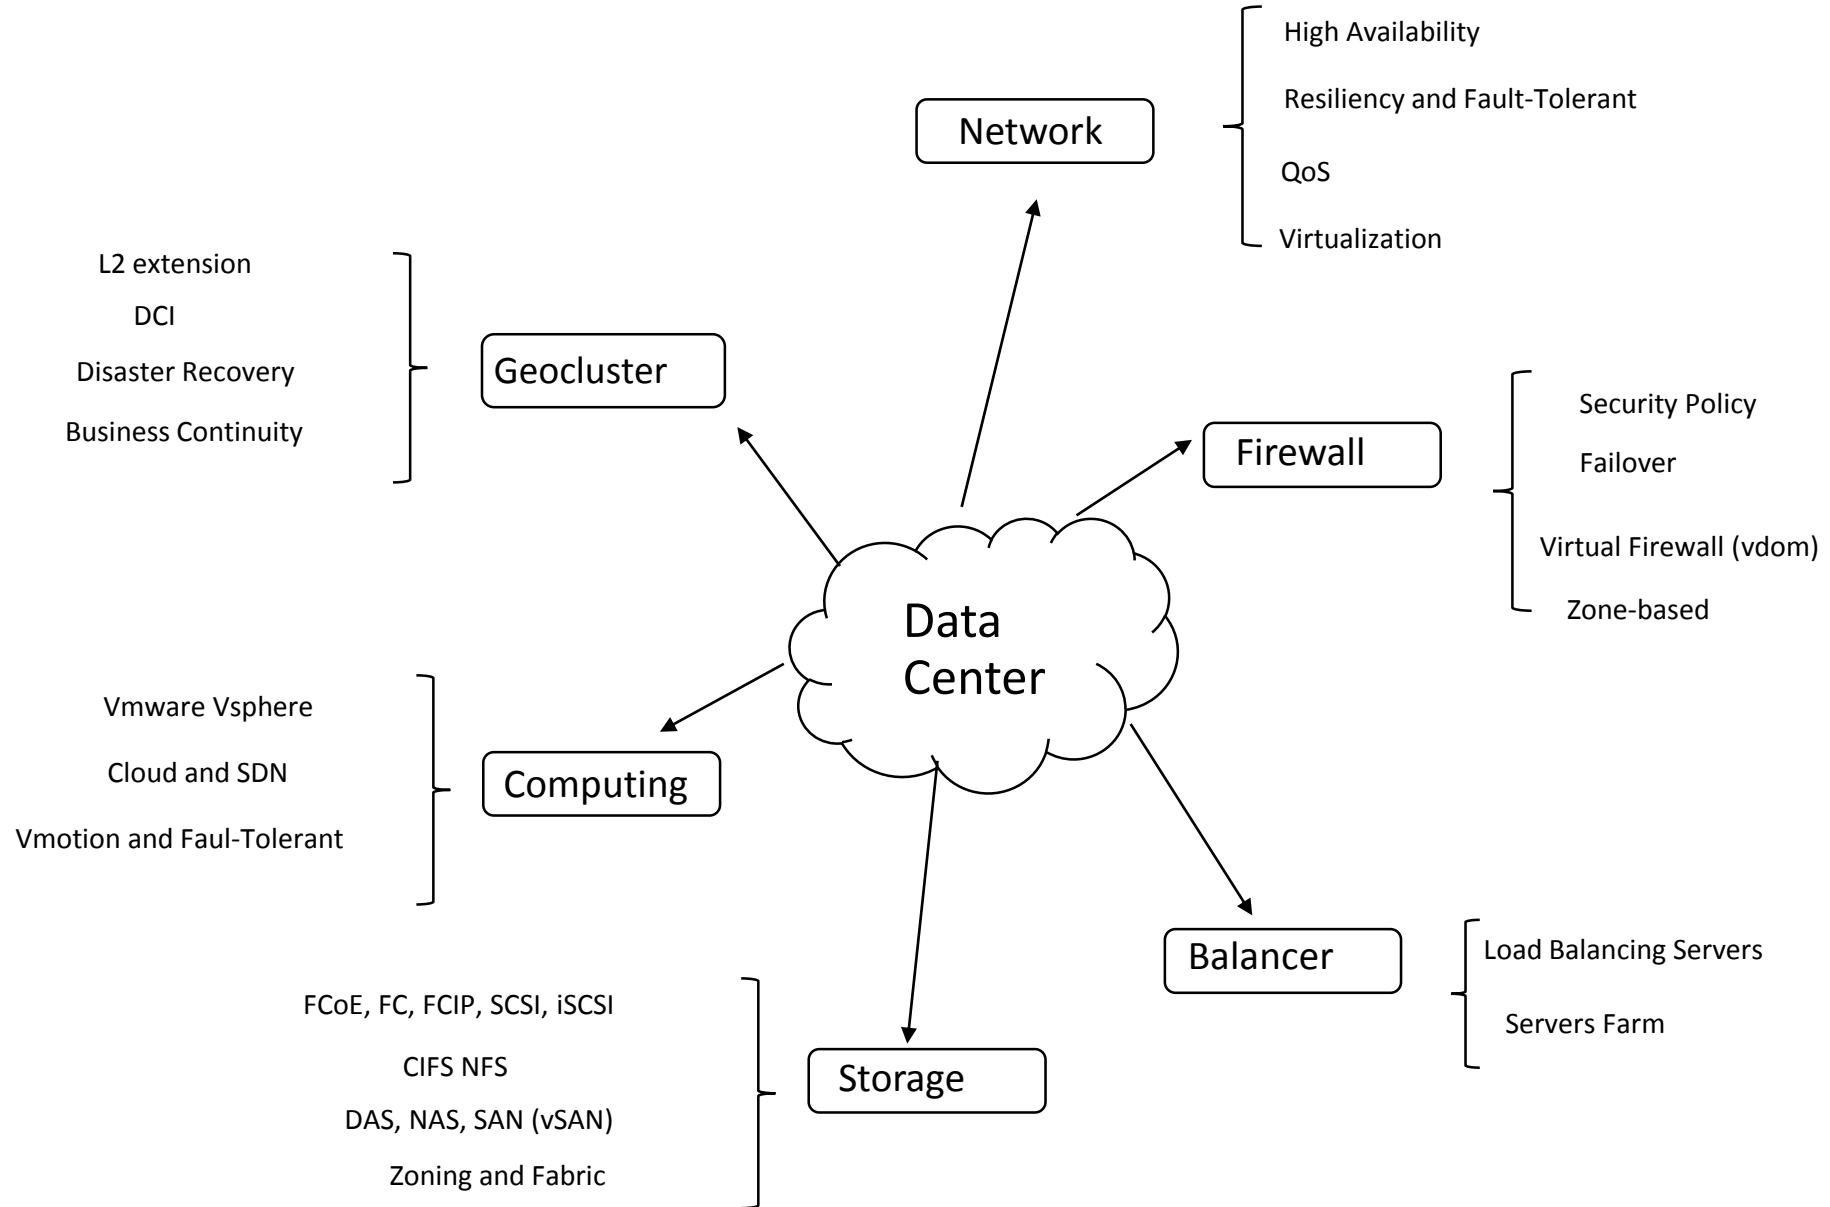 High Availability
Network
Resiliency and Fault-Tolerant
QoS
Virtualization
L2 extension
DCI
Disaster Recovery
Business Continuity
Geocluster
Firewall
Security Policy
Failover
Virtual Firewall (vdom)
Zone-based
Data
Center
Vmware Vsphere
Cloud and SDN
Vmotion and Faul-Tolerant
Computing
Balancer
Load Balancing Servers
Servers Farm
FCoE, FC, FCIP, SCSI, iSCSI
CIFS NFS
DAS, NAS, SAN (vSAN)
Zoning and Fabric
Storage